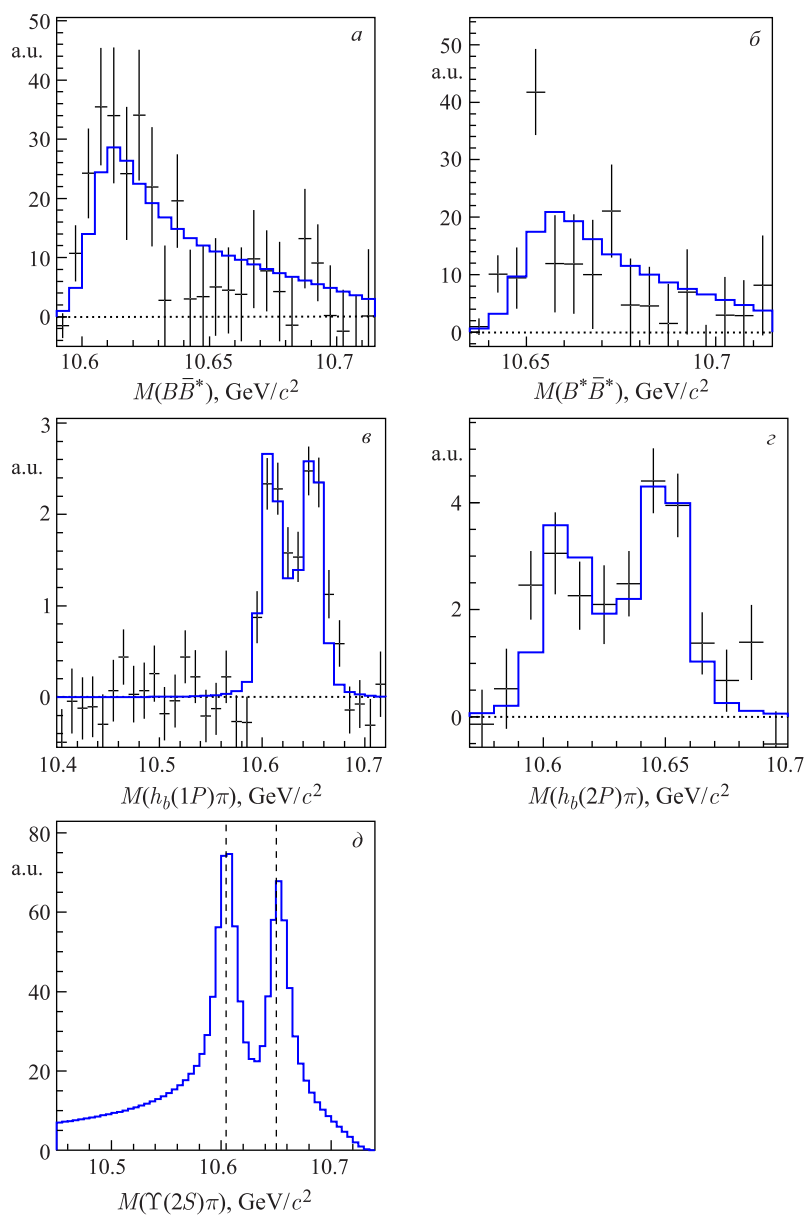 50
а
a.u.
40
30
20
10
0
10.6
10.65
10.7
M(BB̄*), GeV/c²
50
б
a.u.
40
30
20
10
0
10.65
10.7
M(B*B̄*), GeV/c²
3
в
a.u.
2
1
0
10.4
10.5
10.6
10.7
M(h_b(1P)π), GeV/c²
г
a.u.
4
2
0
10.6
10.65
10.7
M(h_b(2P)π), GeV/c²
80
д
a.u.
60
40
20
0
10.5
10.6
10.7
M(ϒ(2S)π), GeV/c²